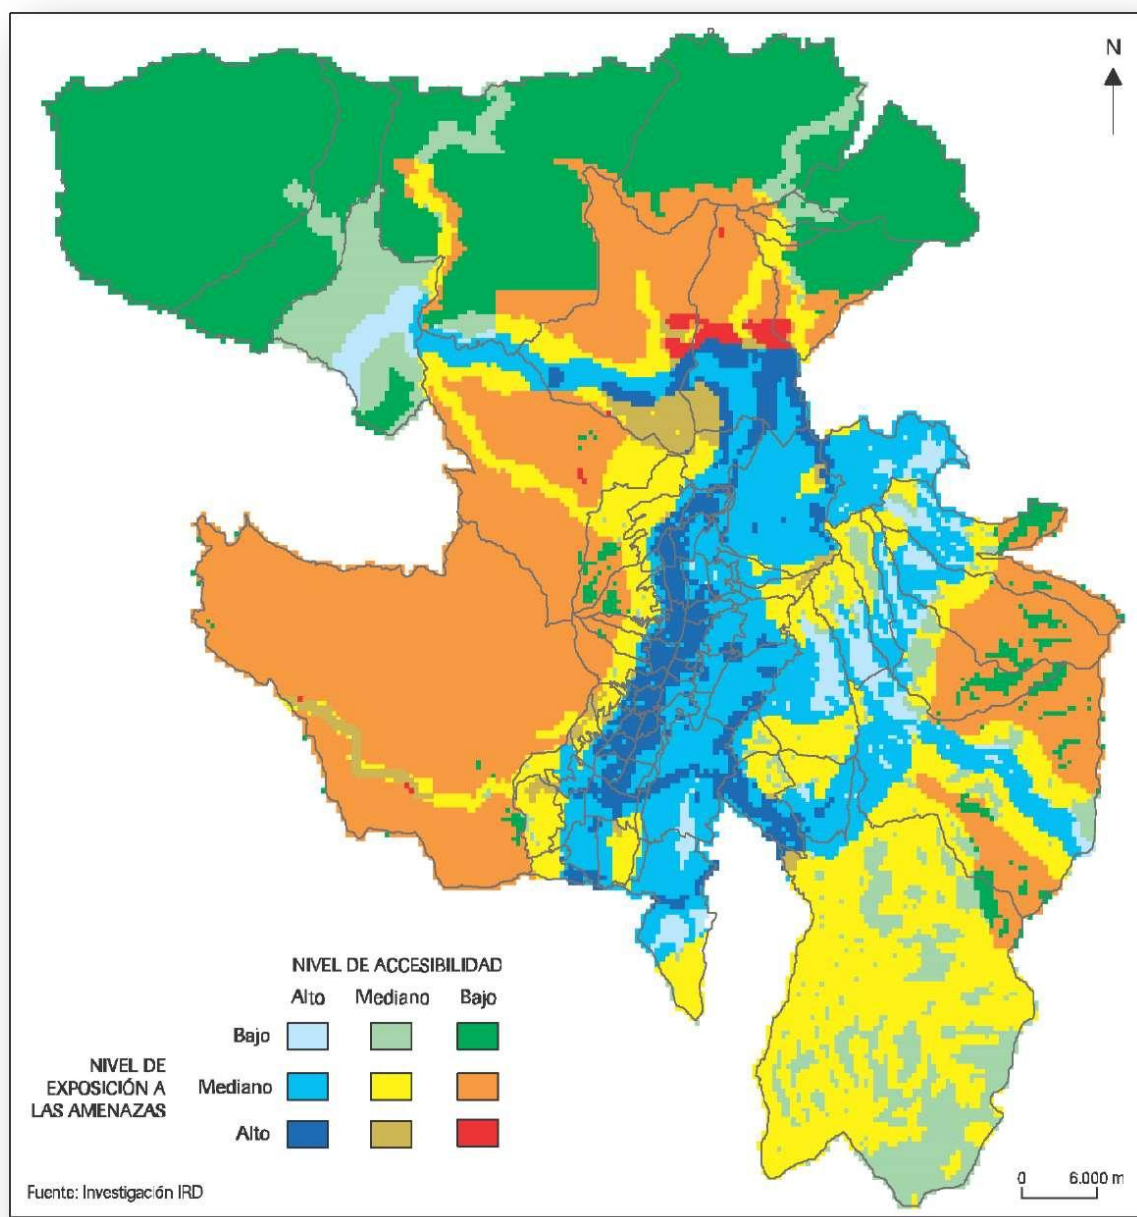 N
NIVEL DE ACCESIBILIDAD
Alto Mediano Bajo
Bajo
NIVEL DE
EXPOSICIÓN A
LAS AMENAZAS
Mediano
Alto
Fuente: Investigación IRD
0 6.000 m